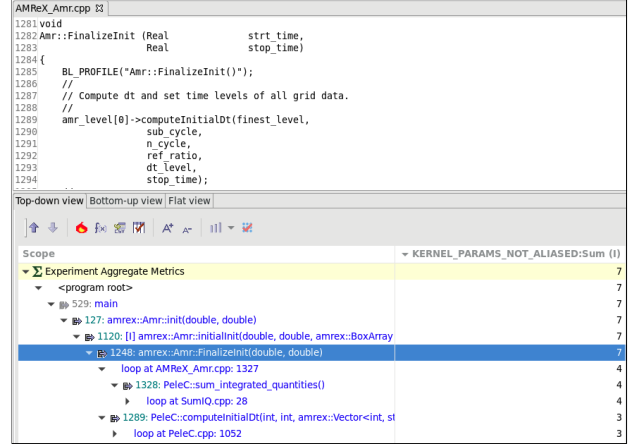 AMReX_Amr.cpp
1281 void
1282 Amr::FinalizeInit (Real strt_time,
1283 Real stop_time)
1284 {
1285 BL_PROFILE("Amr::FinalizeInit()");
1286 //
1287 // Compute dt and set time levels of all grid data.
1288 //
1289 amr_level[0]->computeInitialDt(finest_level,
1290 sub_cycle,
1291 n_cycle,
1292 ref_ratio,
1293 dt_level,
1294 stop_time);
Top-down view Bottom-up view Flat view
f(x) A+ A-
Scope KERNEL_PARAMS_NOT_ALIASED:Sum (I)
Σ Experiment Aggregate Metrics 7
<program root> 7
529: main 7
127: amrex::Amr::init(double, double) 7
1120: [I] amrex::Amr::initialInit(double, double, amrex::BoxArray 7
1248: amrex::Amr::FinalizeInit(double, double) 7
loop at AMReX_Amr.cpp: 1327 4
1328: PeleC::sum_integrated_quantities() 4
loop at SumIQ.cpp: 28 4
1289: PeleC::computeInitialDt(int, int, amrex::Vector<int, st 3
loop at PeleC.cpp: 1052 3